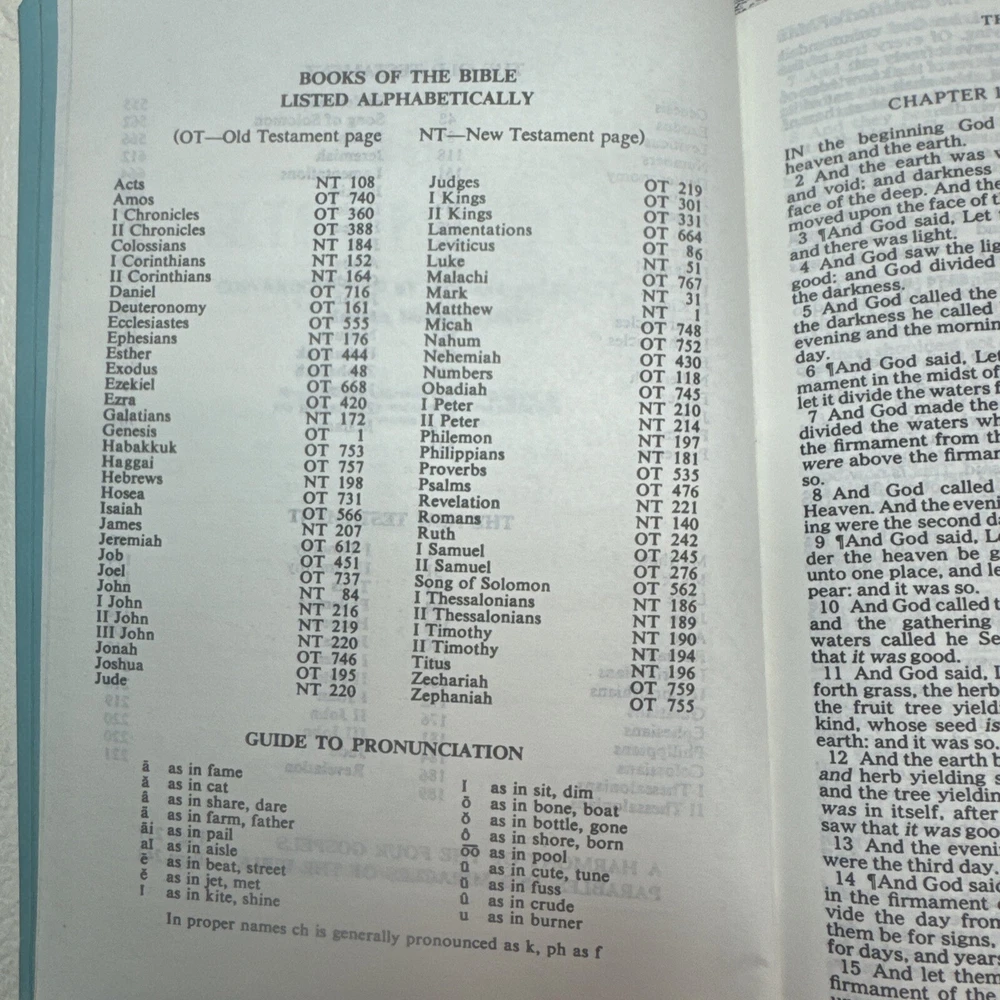 BOOKS OF THE BIBLE
LISTED ALPHABETICALLY
(OT—Old Testament page NT—New Testament page)
Acts NT 108
Amos OT 740
I Chronicles OT 360
II Chronicles OT 388
Colossians NT 184
I Corinthians NT 152
II Corinthians NT 164
Daniel OT 716
Deuteronomy OT 161
Ecclesiastes OT 555
Ephesians NT 176
Esther OT 444
Exodus OT 48
Ezekiel OT 668
Ezra OT 420
Galatians NT 172
Genesis OT 1
Habakkuk OT 753
Haggai OT 757
Hebrews NT 198
Hosea OT 731
Isaiah OT 566
James NT 207
Jeremiah OT 612
Job OT 451
Joel OT 737
John NT 84
I John NT 216
II John NT 219
III John NT 220
Jonah OT 746
Joshua OT 195
Jude NT 220
Judges OT 219
I Kings OT 301
II Kings OT 331
Lamentations OT 664
Leviticus OT 86
Luke NT 51
Malachi OT 767
Mark NT 31
Matthew NT 1
Micah OT 748
Nahum OT 752
Nehemiah OT 430
Numbers OT 118
Obadiah OT 745
I Peter NT 210
II Peter NT 214
Philemon NT 197
Philippians NT 181
Proverbs OT 535
Psalms OT 476
Revelation NT 221
Romans NT 140
Ruth OT 242
I Samuel OT 245
II Samuel OT 276
Song of Solomon OT 562
I Thessalonians NT 186
II Thessalonians NT 189
I Timothy NT 190
II Timothy NT 194
Titus NT 196
Zechariah OT 759
Zephaniah OT 755
GUIDE TO PRONUNCIATION
ā as in fame
ă as in cat
â as in share, dare
ä as in farm, father
āi as in pail
aī as in aisle
ē as in beat, street
ĕ as in jet, met
ī as in kite, shine
ĭ as in sit, dim
ō as in bone, boat
ŏ as in bottle, gone
ô as in shore, born
o͞o as in pool
ū as in cute, tune
ŭ as in fuss
û as in crude
u as in burner
In proper names ch is generally pronounced as k, ph as f
TH
CHAPTER 1
IN the beginning God
heaven and the earth.
2 And the earth was
and void; and darkness
face of the deep. And the
moved upon the face of
3 ¶And God said, Let
and there was light.
4 And God saw the
good: and God divided
the darkness.
5 And God called the
the darkness he called
evening and the
day.
6 ¶And God said, Let
mament in the midst of
let it divide the waters
7 And God made the
divided the waters
the firmament from
were above the
so.
8 And God called
Heaven. And the
ing were the second
9 ¶And God said,
der the heaven be
unto one place, and
pear: and it was so.
10 And God called
and the gathering
waters called he
that it was good.
11 And God said,
forth grass, the herb
the fruit tree
kind, whose seed is
earth: and it was so.
12 And the earth
and herb yielding
and the tree
was in itself, after
saw that it was
13 And the
were the third day.
14 ¶And God
in the firmament
vide the day from
them be for signs,
for days, and
15 And let them
firmament of the